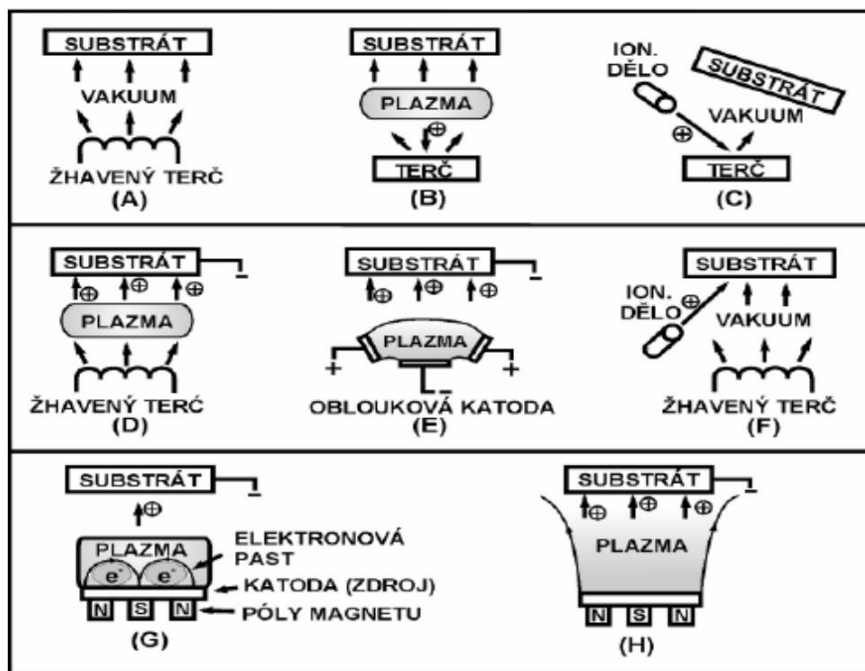 SUBSTRÁT
VAKUUM
ŽHAVENÝ TERČ
(A)
SUBSTRÁT
PLAZMA
⊕
TERČ
(B)
ION.
DĚLO
SUBSTRÁT
VAKUUM
⊕
TERČ
(C)
SUBSTRÁT
−
⊕ ⊕ ⊕
PLAZMA
ŽHAVENÝ TERĆ
(D)
SUBSTRÁT
−
⊕ ⊕ ⊕
PLAZMA
+ − +
OBLOUKOVÁ KATODA
(E)
SUBSTRÁT
ION. ⊕
DĚLO
VAKUUM
ŽHAVENÝ TERČ
(F)
SUBSTRÁT
−
⊕
PLAZMA
e- e-
ELEKTRONOVÁ
PAST
KATODA (ZDROJ)
N S N
PÓLY MAGNETU
(G)
SUBSTRÁT
−
⊕ ⊕ ⊕
PLAZMA
N S N
(H)